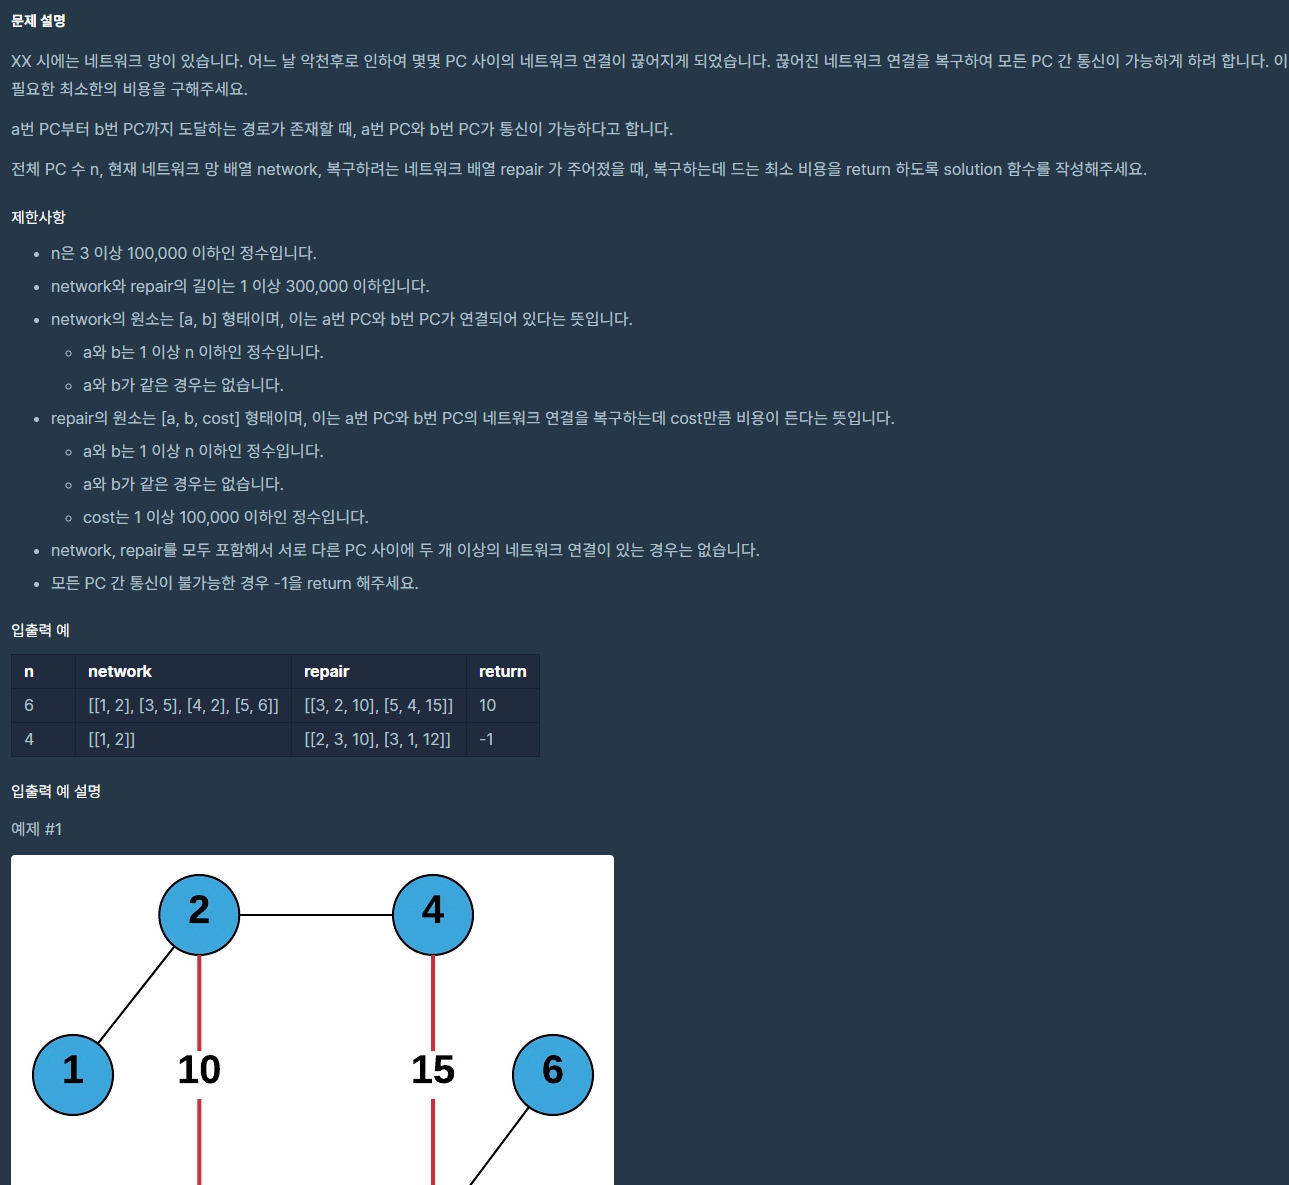 문제 설명
XX 시에는 네트워크 망이 있습니다. 어느 날 악천후로 인하여 몇몇 PC 사이의 네트워크 연결이 끊어지게 되었습니다. 끊어진 네트워크 연결을 복구하여 모든 PC 간 통신이 가능하게 하려 합니다. 이
필요한 최소한의 비용을 구해주세요.
a번 PC부터 b번 PC까지 도달하는 경로가 존재할 때, a번 PC와 b번 PC가 통신이 가능하다고 합니다.
전체 PC 수 n, 현재 네트워크 망 배열 network, 복구하려는 네트워크 배열 repair 가 주어졌을 때, 복구하는데 드는 최소 비용을 return 하도록 solution 함수를 작성해주세요.
제한사항
• n은 3 이상 100,000 이하인 정수입니다.
• network와 repair의 길이는 1 이상 300,000 이하입니다.
• network의 원소는 [a, b] 형태이며, 이는 a번 PC와 b번 PC가 연결되어 있다는 뜻입니다.
◦ a와 b는 1 이상 n 이하인 정수입니다.
◦ a와 b가 같은 경우는 없습니다.
• repair의 원소는 [a, b, cost] 형태이며, 이는 a번 PC와 b번 PC의 네트워크 연결을 복구하는데 cost만큼 비용이 든다는 뜻입니다.
◦ a와 b는 1 이상 n 이하인 정수입니다.
◦ a와 b가 같은 경우는 없습니다.
◦ cost는 1 이상 100,000 이하인 정수입니다.
• network, repair를 모두 포함해서 서로 다른 PC 사이에 두 개 이상의 네트워크 연결이 있는 경우는 없습니다.
• 모든 PC 간 통신이 불가능한 경우 -1을 return 해주세요.
입출력 예
n network repair return
6 [[1, 2], [3, 5], [4, 2], [5, 6]] [[3, 2, 10], [5, 4, 15]] 10
4 [[1, 2]] [[2, 3, 10], [3, 1, 12]] -1
입출력 예 설명
예제 #1
2 4
1 10 15 6